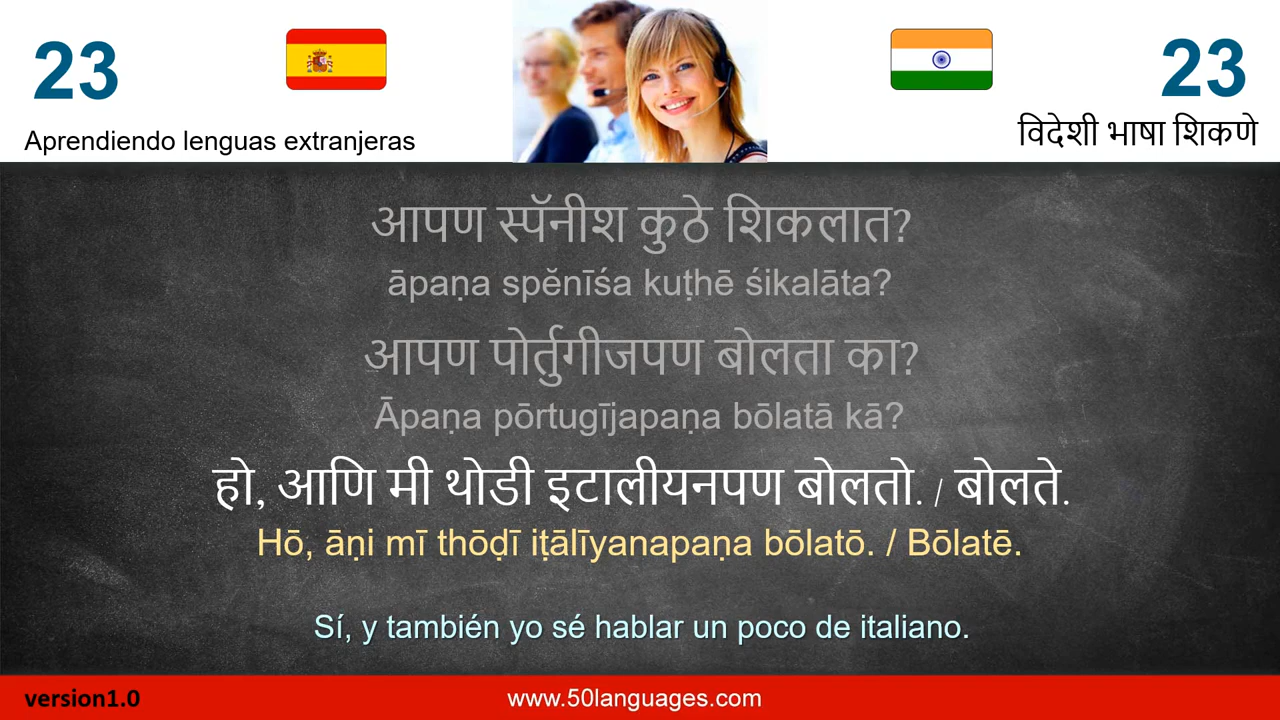 23
23
Aprendiendo lenguas extranjeras
विदेशी भाषा शिकणे
आपण स्पॅनीश कुठे शिकलात?
āpaṇa spĕnīśa kuṭhē śikalāta?
आपण पोर्तुगीजपण बोलता का?
Āpaṇa pōrtugījapaṇa bōlatā kā?
हो, आणि मी थोडी इटालीयनपण बोलतो. / बोलते.
Hō, āṇi mī thōḍī iṭālīyanapaṇa bōlatō. / Bōlatē.
Sí, y también yo sé hablar un poco de italiano.
version1.0
www.50languages.com